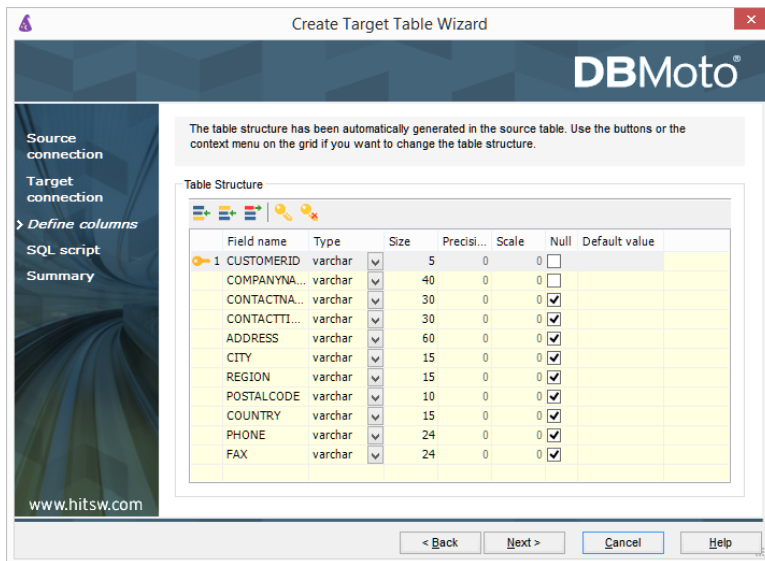 Create Target Table Wizard
DBMoto®
Source
connection
Target
connection
Define columns
SQL script
Summary
www.hitsw.com
The table structure has been automatically generated in the source table. Use the buttons or the
context menu on the grid if you want to change the table structure.
Table Structure
Field name Type Size Precisi... Scale Null Default value
1 CUSTOMERID varchar 5 0 0
COMPANYNA... varchar 40 0 0
CONTACTNA... varchar 30 0 0
CONTACTTI... varchar 30 0 0
ADDRESS varchar 60 0 0
CITY varchar 15 0 0
REGION varchar 15 0 0
POSTALCODE varchar 10 0 0
COUNTRY varchar 15 0 0
PHONE varchar 24 0 0
FAX varchar 24 0 0
< Back Next > Cancel Help